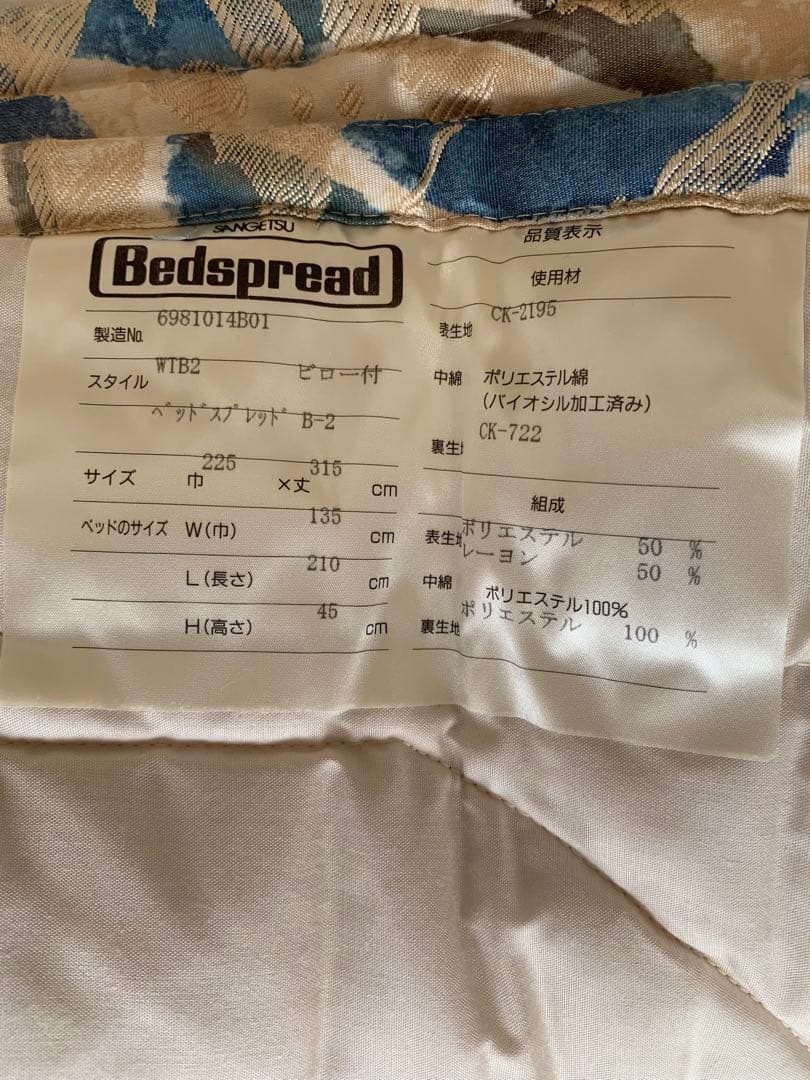 SANGETSU
Bedspread
製造No. 6981014B01
スタイル WTB2 ピロー付
ベッドスプレッド B-2
サイズ 巾 225 ×丈 315 cm
ベッドのサイズ W(巾) 135 cm
L(長さ) 210 cm
H(高さ) 45 cm
品質表示
使用材
表生地 CK-2195
中綿 ポリエステル綿
(バイオシル加工済み)
裏生地 CK-722
組成
表生地 ポリエステル 50 %
レーヨン 50 %
中綿 ポリエステル100%
裏生地 ポリエステル 100 %